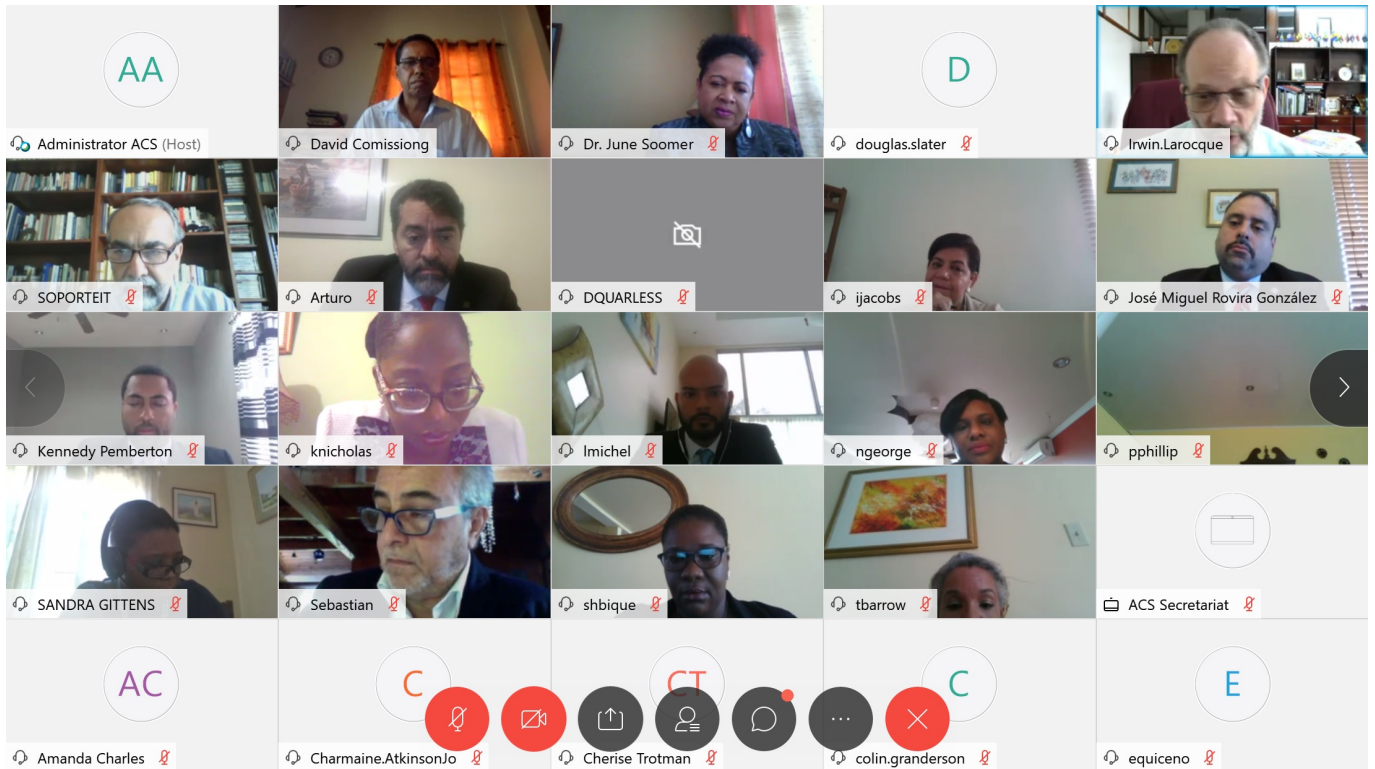 AA
Administrator ACS (Host)
David Comissiong
Dr. June Soomer
D
douglas.slater
Irwin.Larocque
SOPORTEIT
Arturo
DQUARLESS
ijacobs
José Miguel Rovira González
Kennedy Pemberton
knicholas
lmichel
ngeorge
pphillip
SANDRA GITTENS
Sebastian
shbique
tbarrow
ACS Secretariat
AC
Amanda Charles
C
Charmaine.AtkinsonJo
CT
Cherise Trotman
C
colin.granderson
E
equiceno